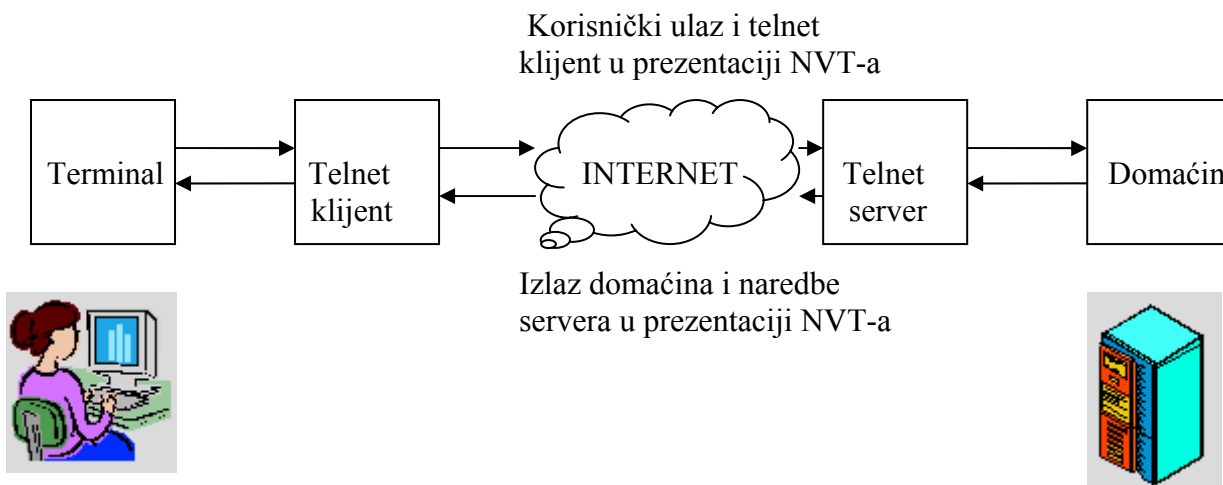 Korisnički ulaz i telnet
klijent u prezentaciji NVT-a
Terminal
Telnet
klijent
INTERNET
Telnet
server
Domaćin
Izlaz domaćina i naredbe
servera u prezentaciji NVT-a